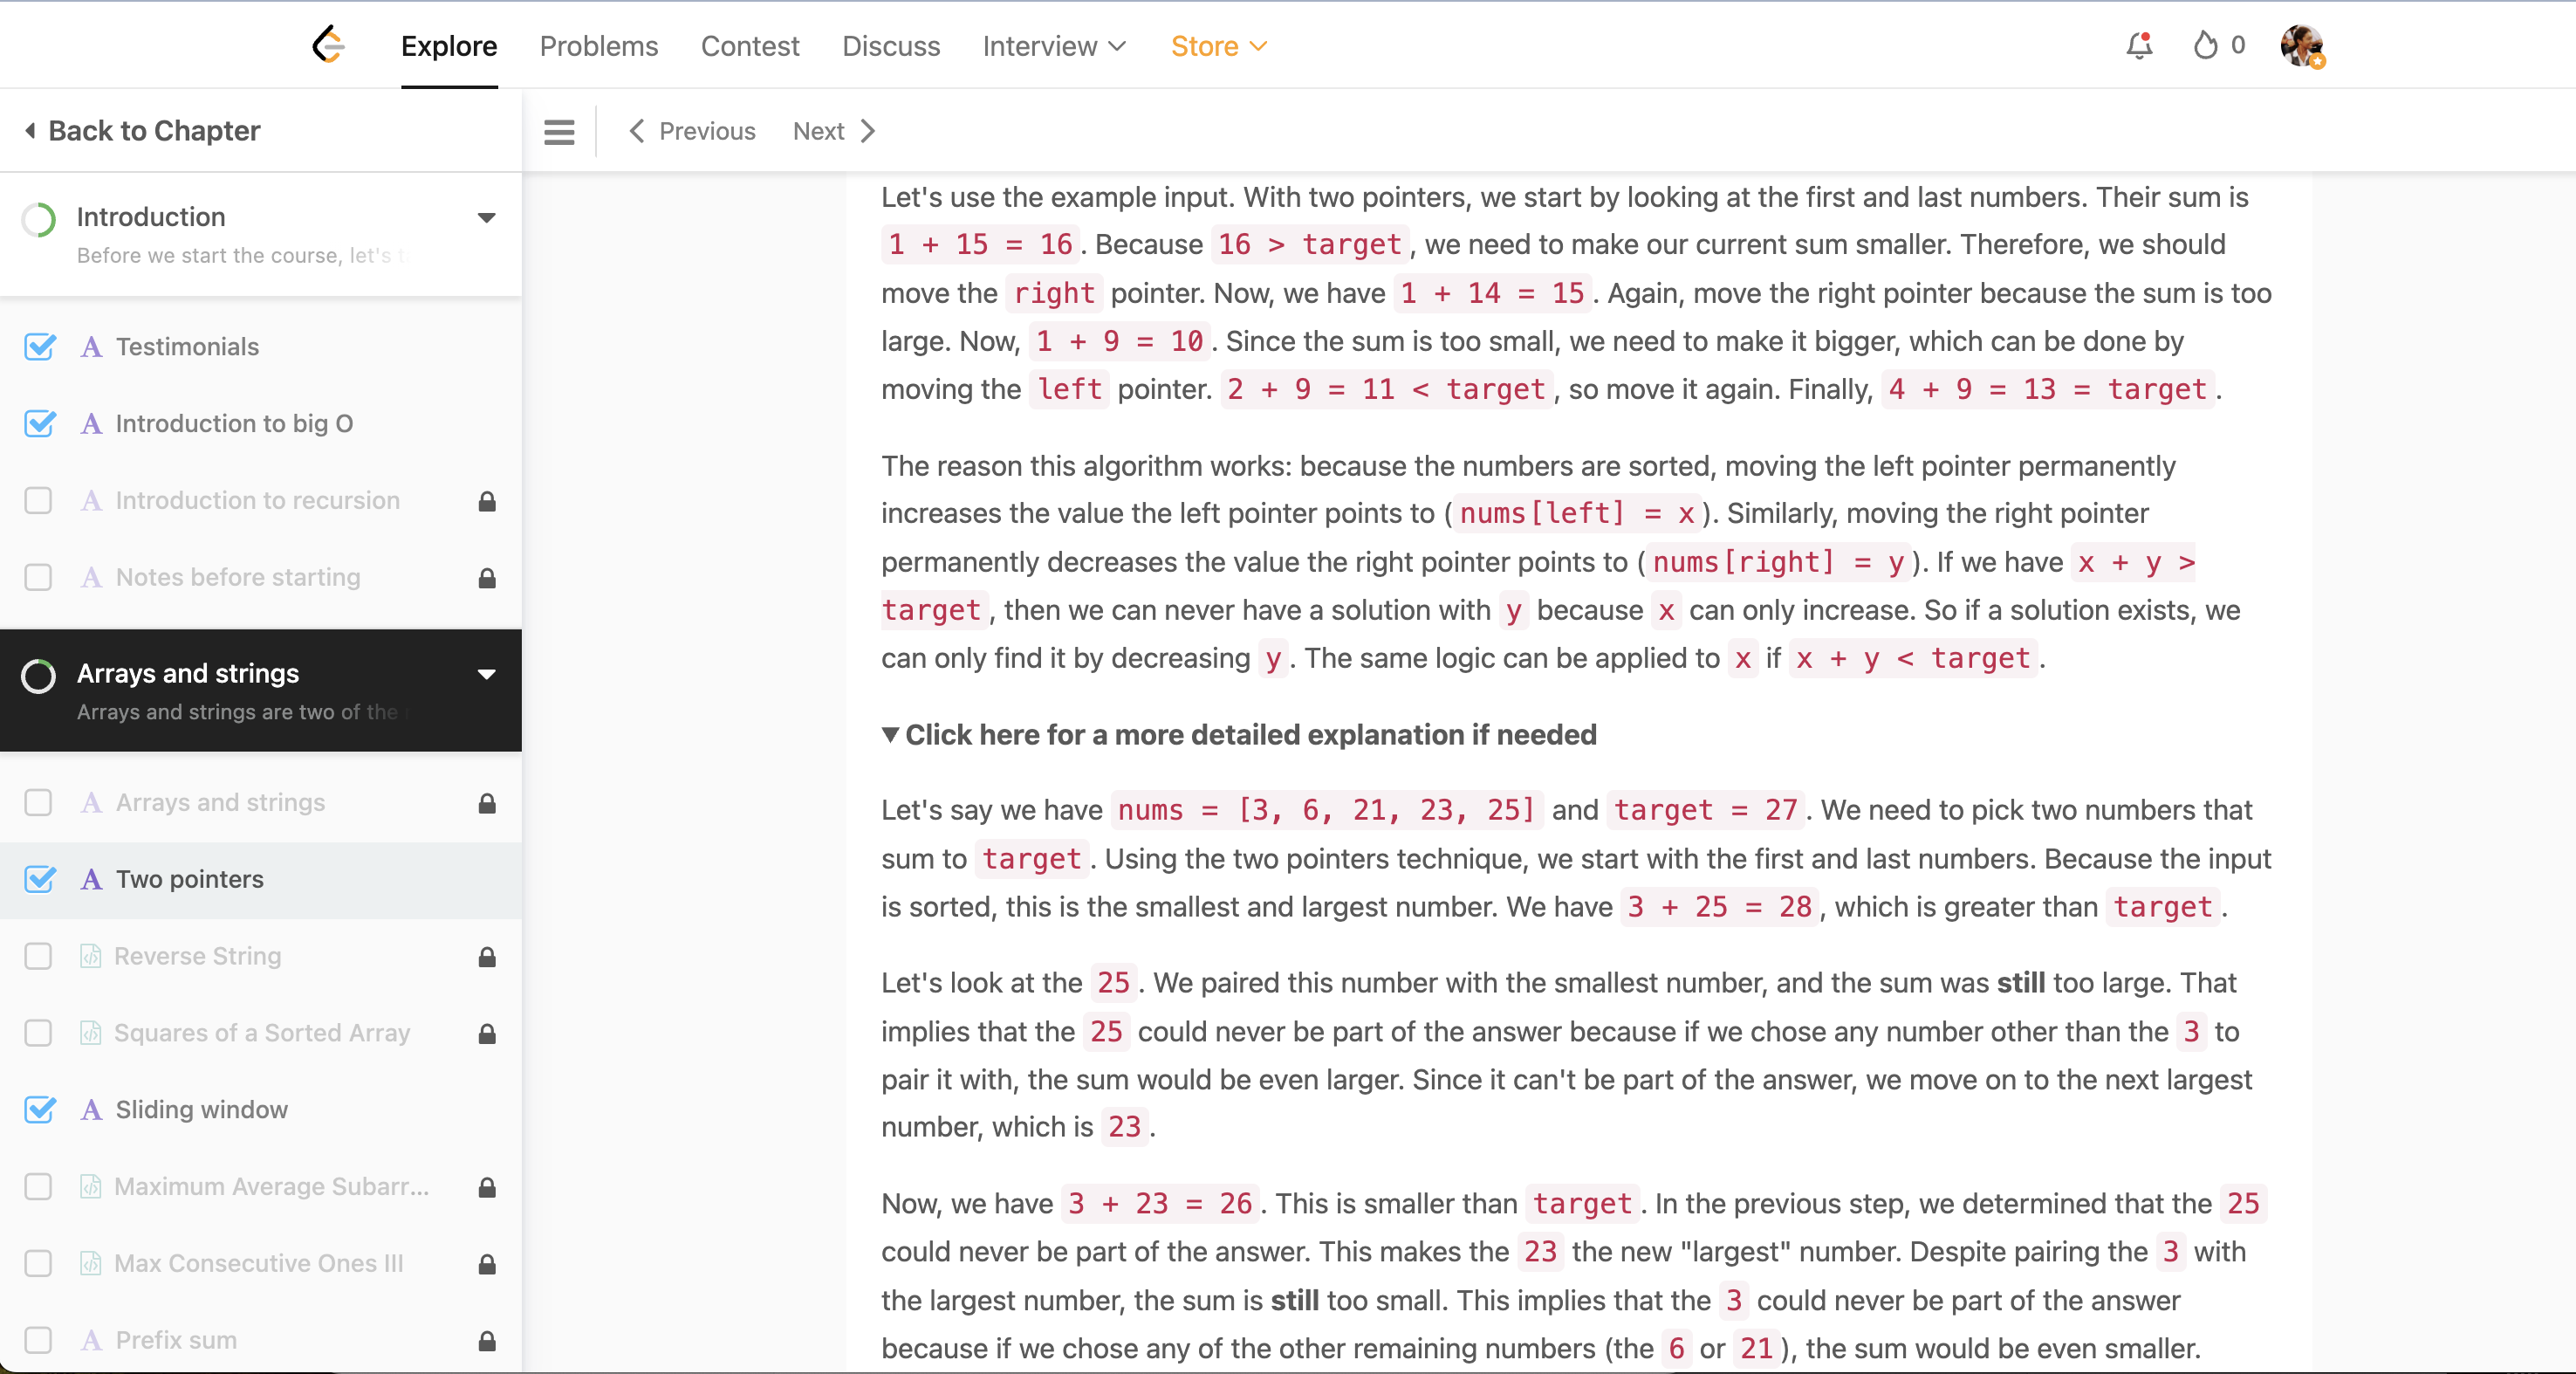 Explore Problems Contest Discuss Interview Store 0
Back to Chapter
Previous Next
Introduction
Before we start the course, let's t
Testimonials
Introduction to big O
Introduction to recursion
Notes before starting
Arrays and strings
Arrays and strings are two of the
Arrays and strings
Two pointers
Reverse String
Squares of a Sorted Array
Sliding window
Maximum Average Subarr...
Max Consecutive Ones III
Prefix sum
Let's use the example input. With two pointers, we start by looking at the first and last numbers. Their sum is
1 + 15 = 16. Because 16 > target, we need to make our current sum smaller. Therefore, we should
move the right pointer. Now, we have 1 + 14 = 15. Again, move the right pointer because the sum is too
large. Now, 1 + 9 = 10. Since the sum is too small, we need to make it bigger, which can be done by
moving the left pointer. 2 + 9 = 11 < target, so move it again. Finally, 4 + 9 = 13 = target.
The reason this algorithm works: because the numbers are sorted, moving the left pointer permanently
increases the value the left pointer points to (nums[left] = x). Similarly, moving the right pointer
permanently decreases the value the right pointer points to (nums[right] = y). If we have x + y >
target, then we can never have a solution with y because x can only increase. So if a solution exists, we
can only find it by decreasing y. The same logic can be applied to x if x + y < target.
Click here for a more detailed explanation if needed
Let's say we have nums = [3, 6, 21, 23, 25] and target = 27. We need to pick two numbers that
sum to target. Using the two pointers technique, we start with the first and last numbers. Because the input
is sorted, this is the smallest and largest number. We have 3 + 25 = 28, which is greater than target.
Let's look at the 25. We paired this number with the smallest number, and the sum was still too large. That
implies that the 25 could never be part of the answer because if we chose any number other than the 3 to
pair it with, the sum would be even larger. Since it can't be part of the answer, we move on to the next largest
number, which is 23.
Now, we have 3 + 23 = 26. This is smaller than target. In the previous step, we determined that the 25
could never be part of the answer. This makes the 23 the new "largest" number. Despite pairing the 3 with
the largest number, the sum is still too small. This implies that the 3 could never be part of the answer
because if we chose any of the other remaining numbers (the 6 or 21), the sum would be even smaller.